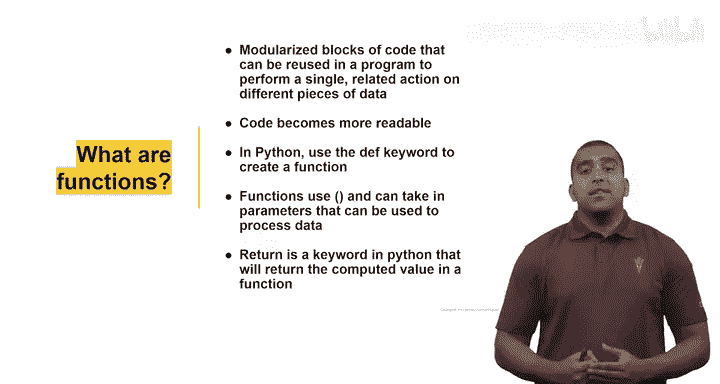 What are
functions?
● Modularized blocks of code that
can be reused in a program to
perform a single, related action on
different pieces of data
● Code becomes more readable
● In Python, use the def keyword to
create a function
● Functions use () and can take in
parameters that can be used to
process data
● Return is a keyword in python that
will return the computed value in a
function